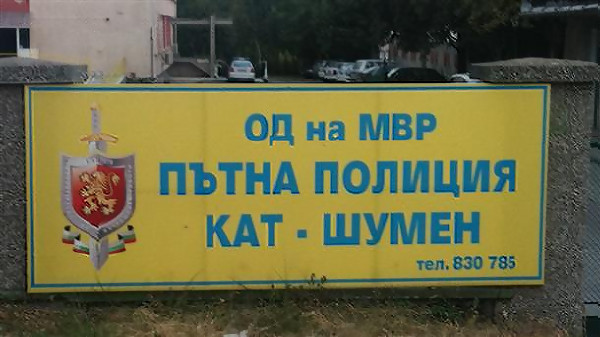 ОД на МВР
ПЪТНА ПОЛИЦИЯ
КАТ - ШУМЕН
тел. 830 785